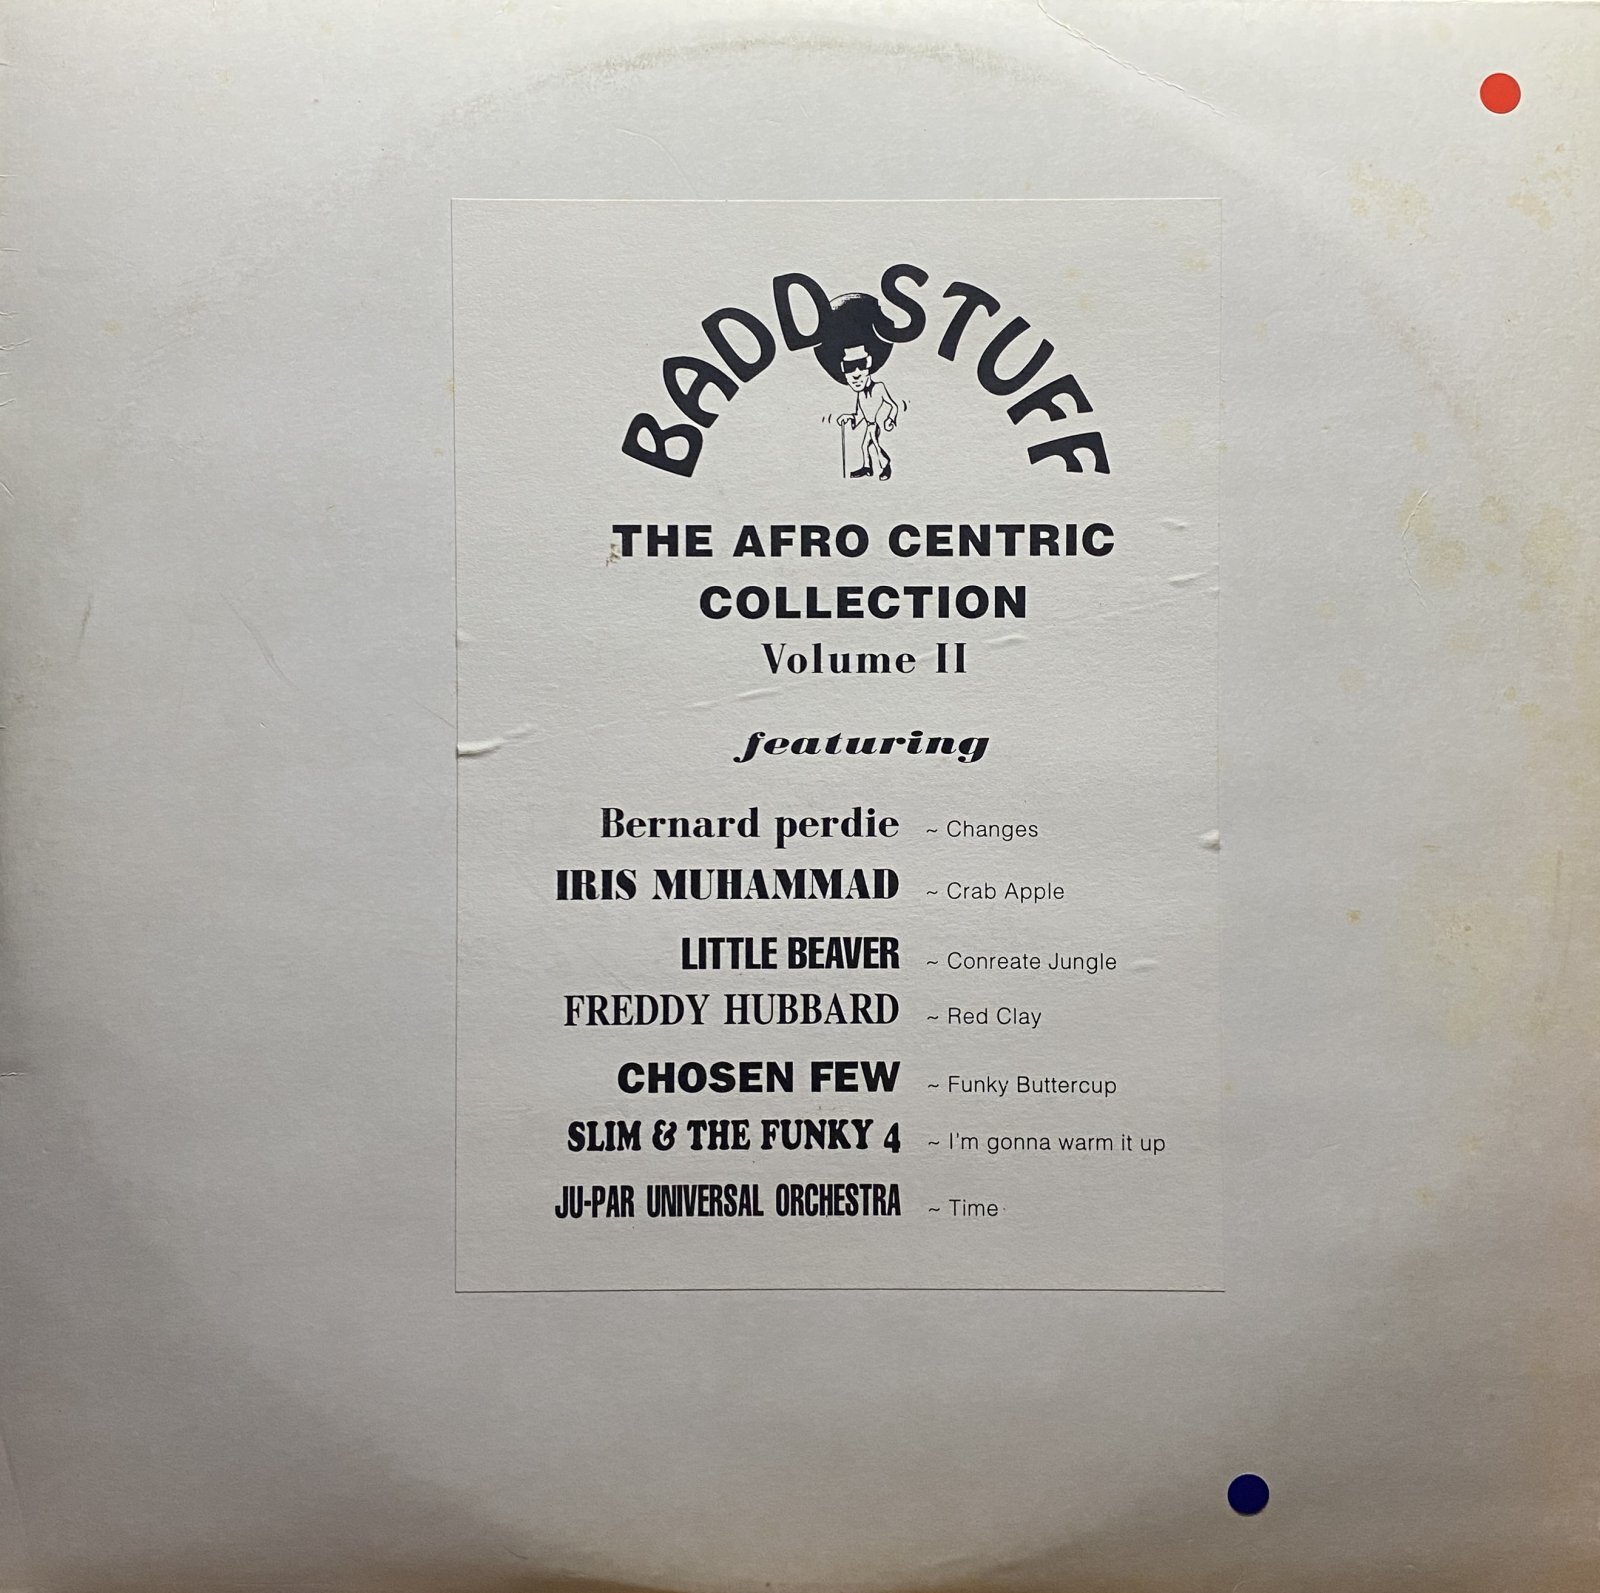 BADD STUFF
THE AFRO CENTRIC
COLLECTION
Volume II
featuring
Bernard perdie ~ Changes
IRIS MUHAMMAD ~ Crab Apple
LITTLE BEAVER ~ Conreate Jungle
FREDDY HUBBARD ~ Red Clay
CHOSEN FEW ~ Funky Buttercup
SLIM & THE FUNKY 4 ~ I'm gonna warm it up
JU-PAR UNIVERSAL ORCHESTRA ~ Time